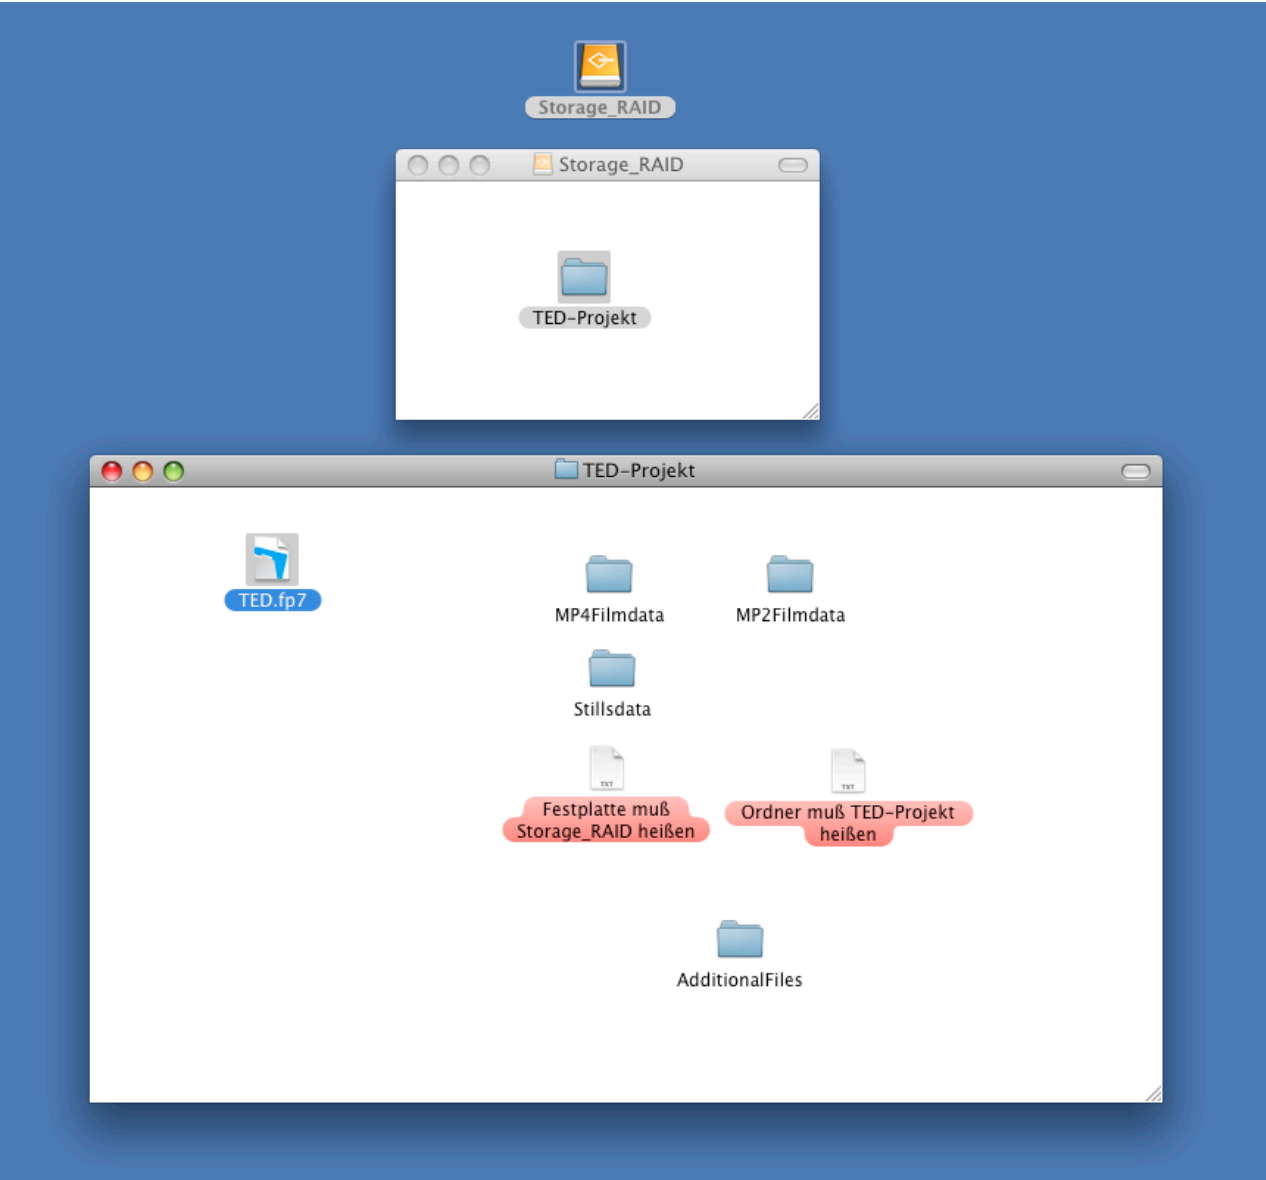 Storage_RAID
Storage_RAID
TED-Projekt
TED-Projekt
TED.fp7
MP4Filmdata
MP2Filmdata
Stillsdata
TXT
Festplatte muß
Storage_RAID heißen
TXT
Ordner muß TED-Projekt
heißen
AdditionalFiles